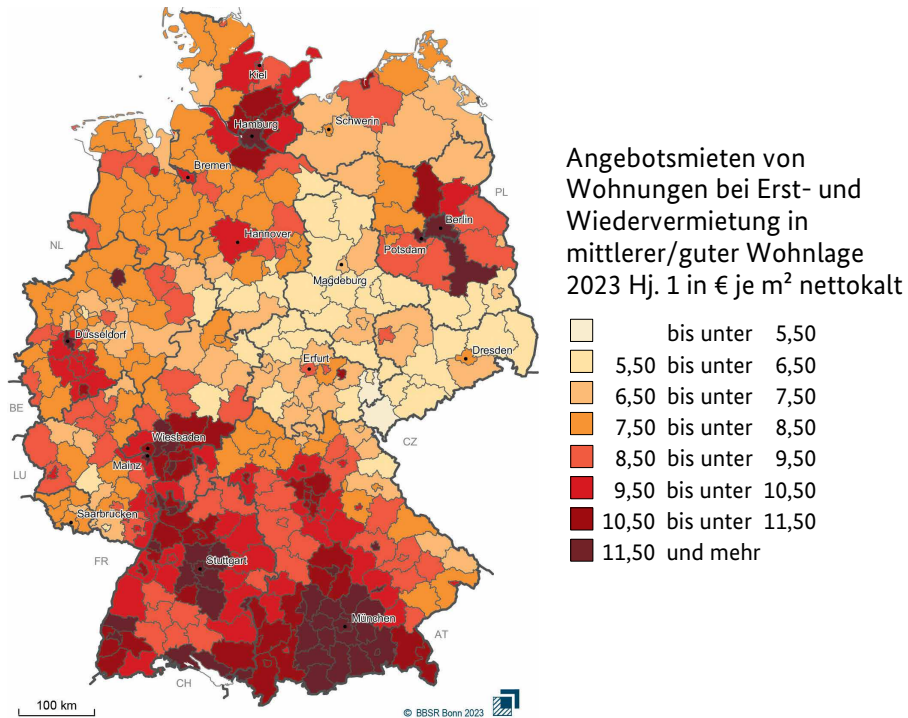 Kiel
Hamburg
Schwerin
Bremen
PL
Berlin
NL
Hannover
Potsdam
Magdeburg
Düsseldorf
Erfurt
Dresden
BE
Wiesbaden
CZ
LU
Mainz
Saarbrücken
FR
Stuttgart
München
AT
CH
100 km
© BBSR Bonn 2023
Angebotsmieten von
Wohnungen bei Erst- und
Wiedervermietung in
mittlerer/guter Wohnlage
2023 Hj. 1 in € je m² nettokalt
bis unter 5,50
5,50 bis unter 6,50
6,50 bis unter 7,50
7,50 bis unter 8,50
8,50 bis unter 9,50
9,50 bis unter 10,50
10,50 bis unter 11,50
11,50 und mehr